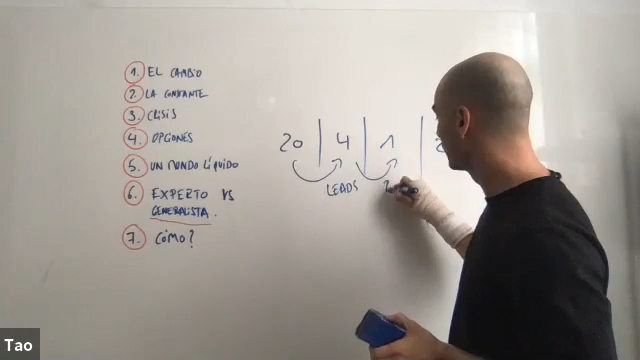 1. EL CAMBIO
2. LA CONSTANTE
3. CRISIS
4. OPCIONES
5. UN MUNDO LÍQUIDO
6. EXPERTO VS
GENERALISTA.
7. CÓMO?
20 | 4 | 1 |
LEADS
Tao